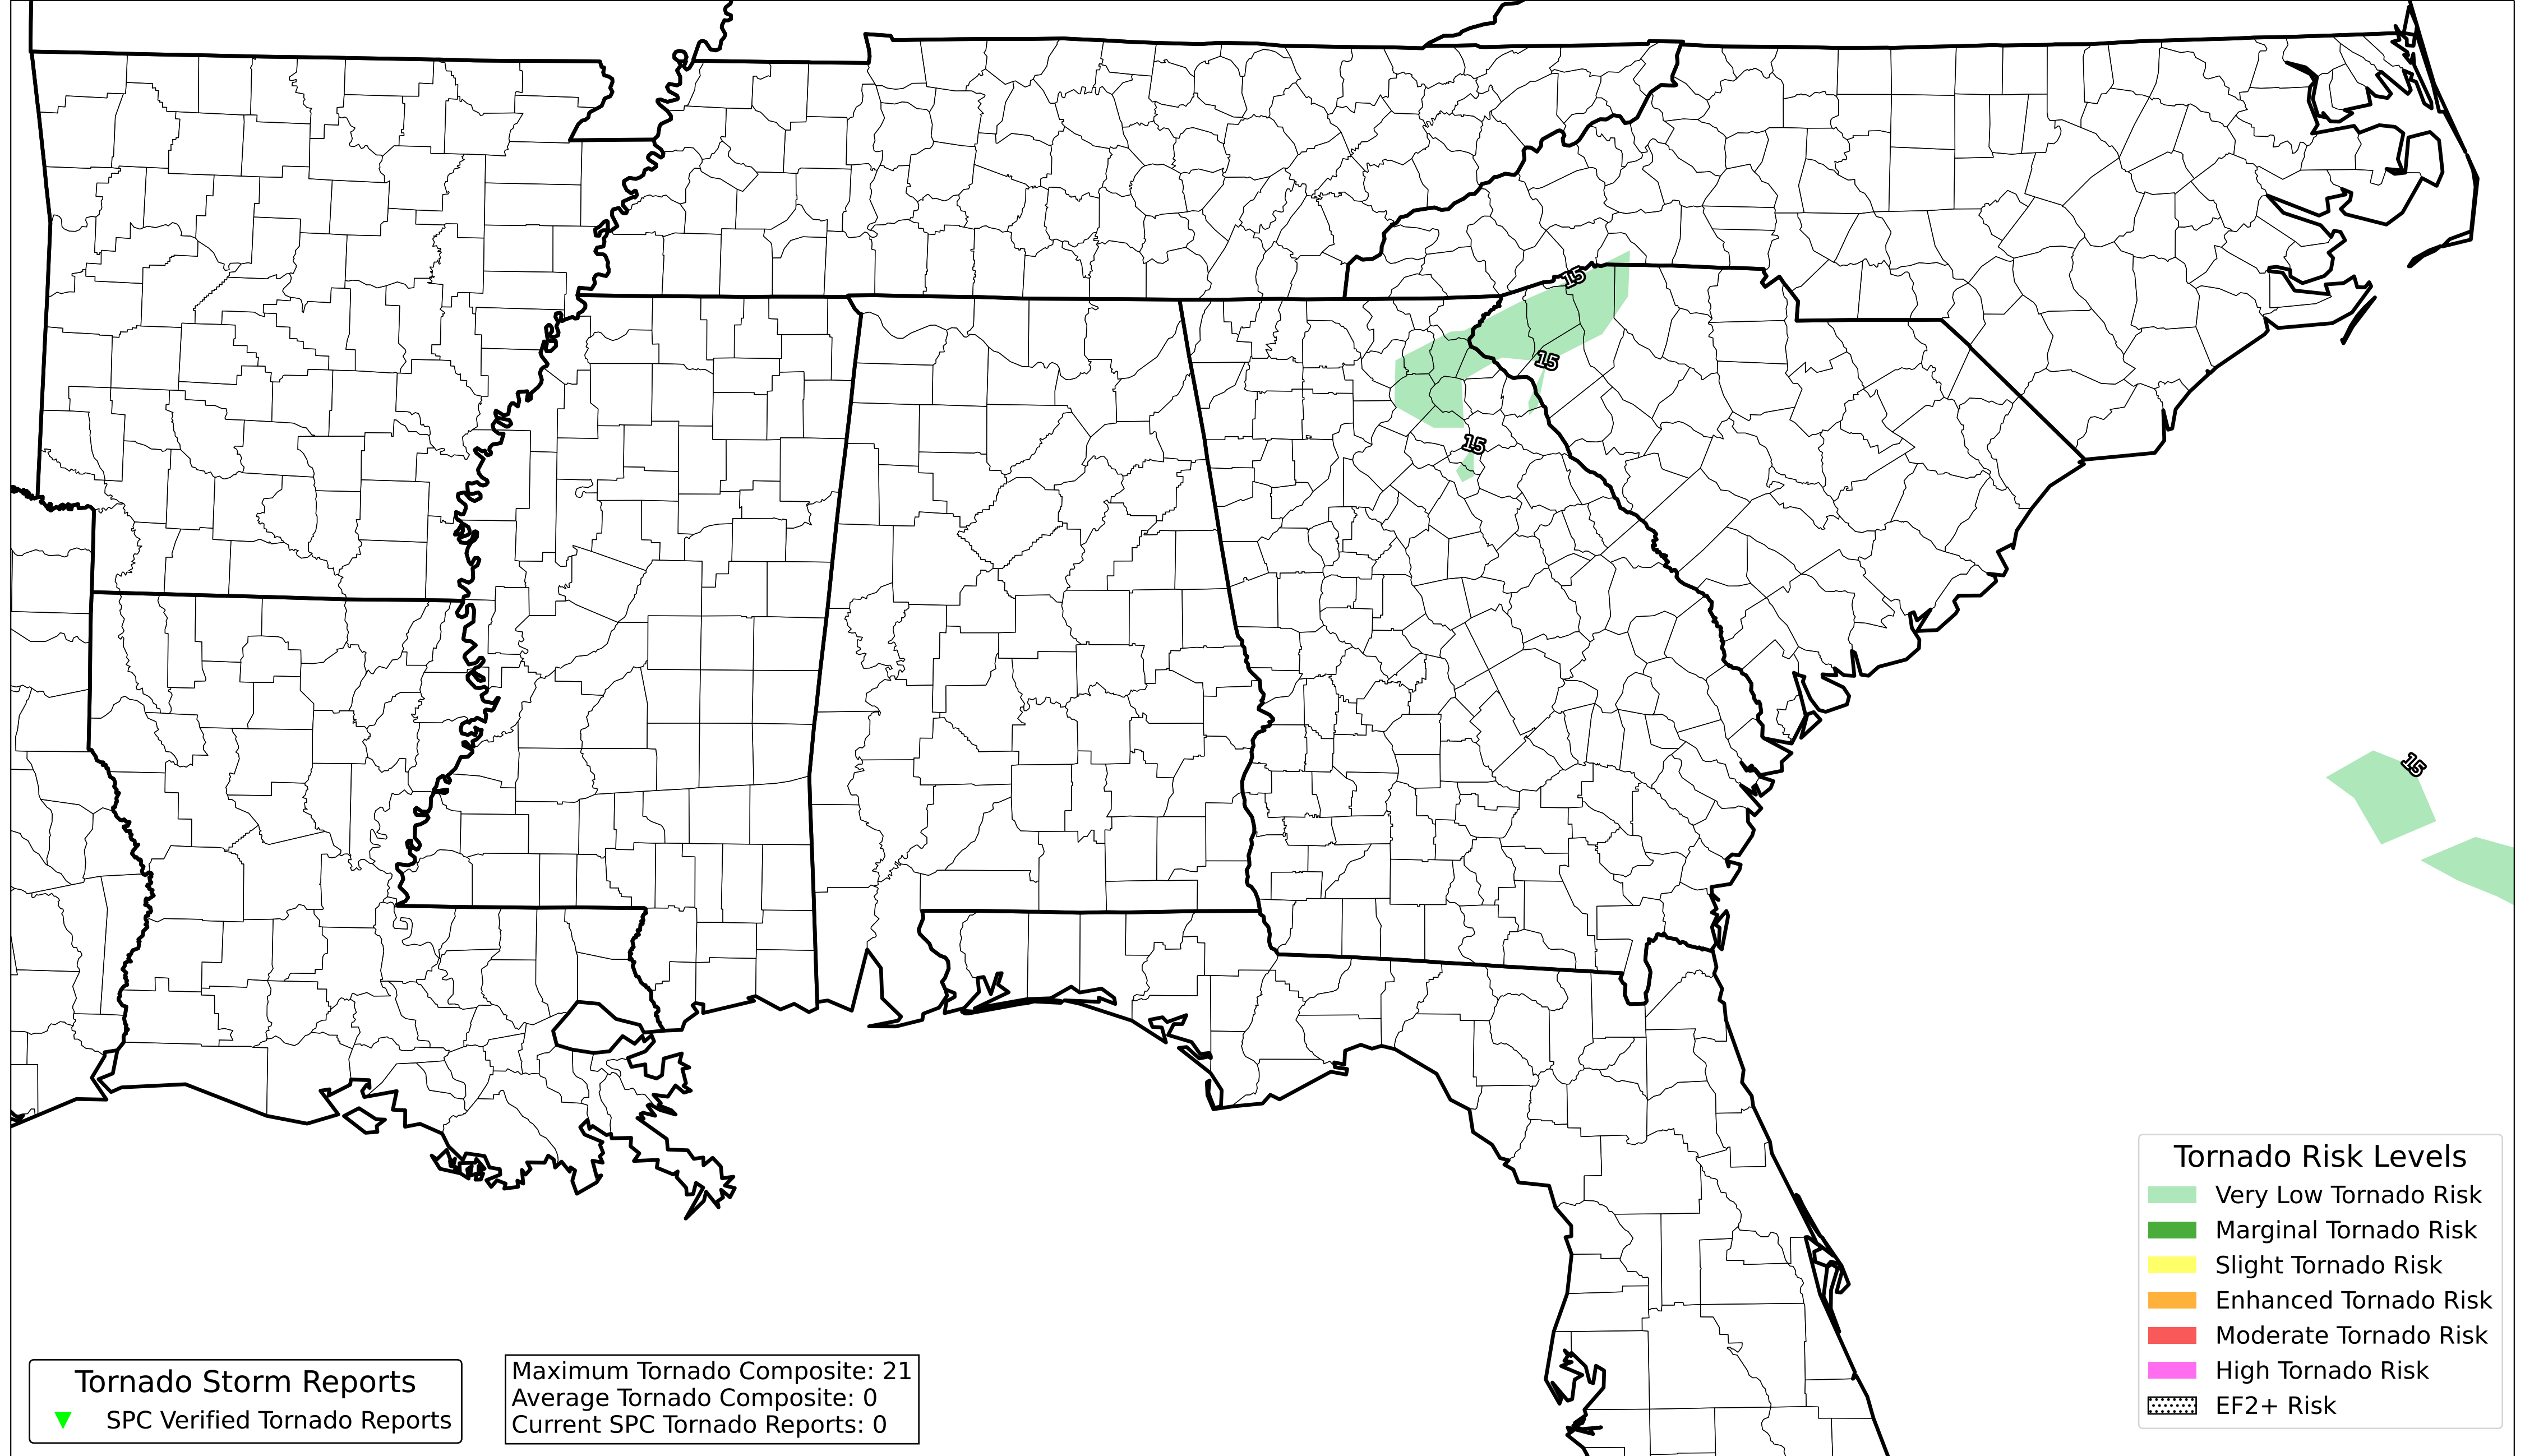 15
15
15
15
Tornado Risk Levels
Very Low Tornado Risk
Marginal Tornado Risk
Slight Tornado Risk
Enhanced Tornado Risk
Moderate Tornado Risk
High Tornado Risk
EF2+ Risk
Tornado Storm Reports
SPC Verified Tornado Reports
Maximum Tornado Composite: 21
Average Tornado Composite: 0
Current SPC Tornado Reports: 0